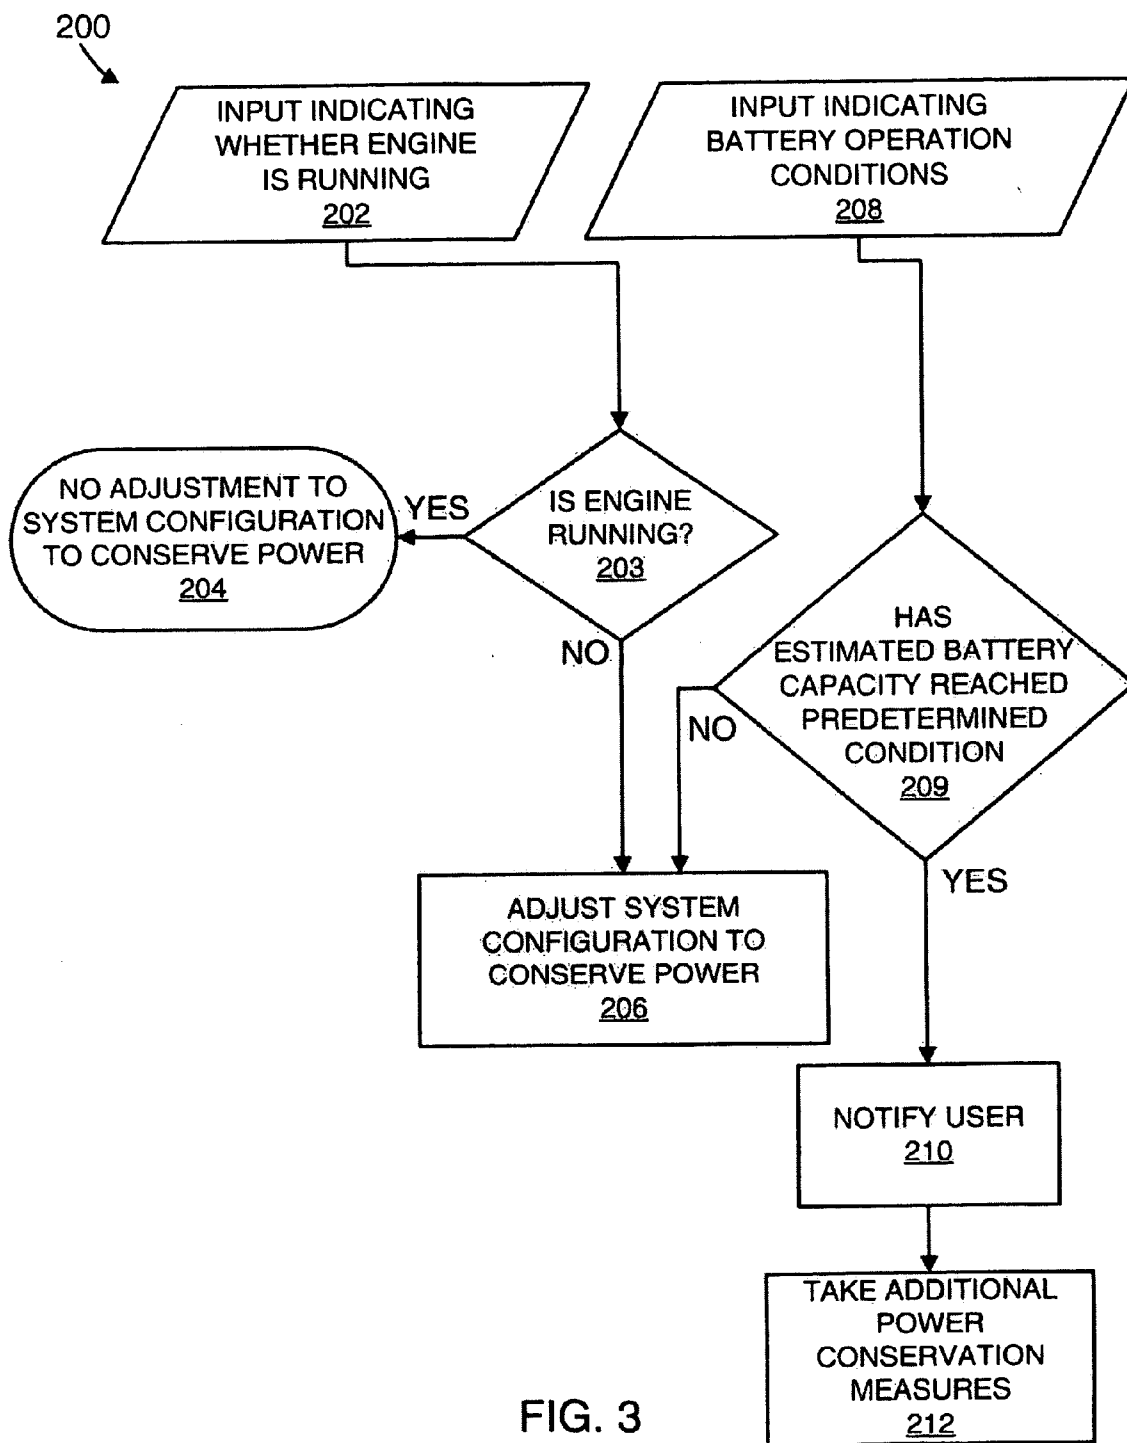 200
INPUT INDICATING
WHETHER ENGINE
IS RUNNING
202
INPUT INDICATING
BATTERY OPERATION
CONDITIONS
208
NO ADJUSTMENT TO
SYSTEM CONFIGURATION
TO CONSERVE POWER
204
YES
IS ENGINE
RUNNING?
203
NO
HAS
ESTIMATED BATTERY
CAPACITY REACHED
PREDETERMINED
CONDITION
209
NO
YES
ADJUST SYSTEM
CONFIGURATION TO
CONSERVE POWER
206
NOTIFY USER
210
TAKE ADDITIONAL
POWER
CONSERVATION
MEASURES
212
FIG. 3